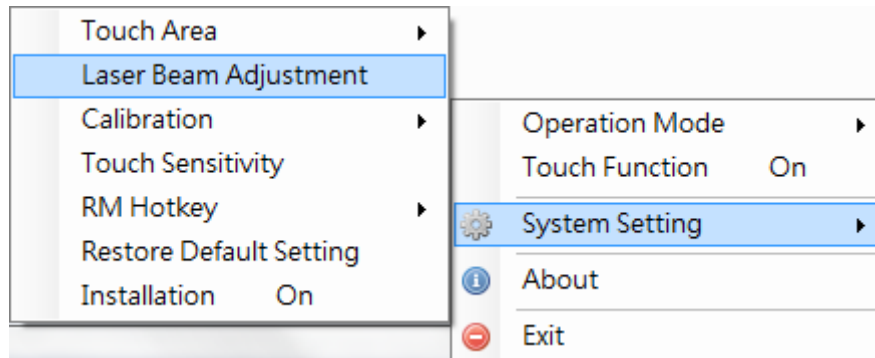 Touch Area
Laser Beam Adjustment
Calibration
Touch Sensitivity
RM Hotkey
Restore Default Setting
Installation On
Operation Mode
Touch Function On
System Setting
About
Exit